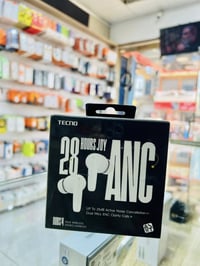 TECNO
28
HOURS JOY
ANC
UP To 25dB Active Noise Cancellation
Dual Mics ENC Clarity Calls